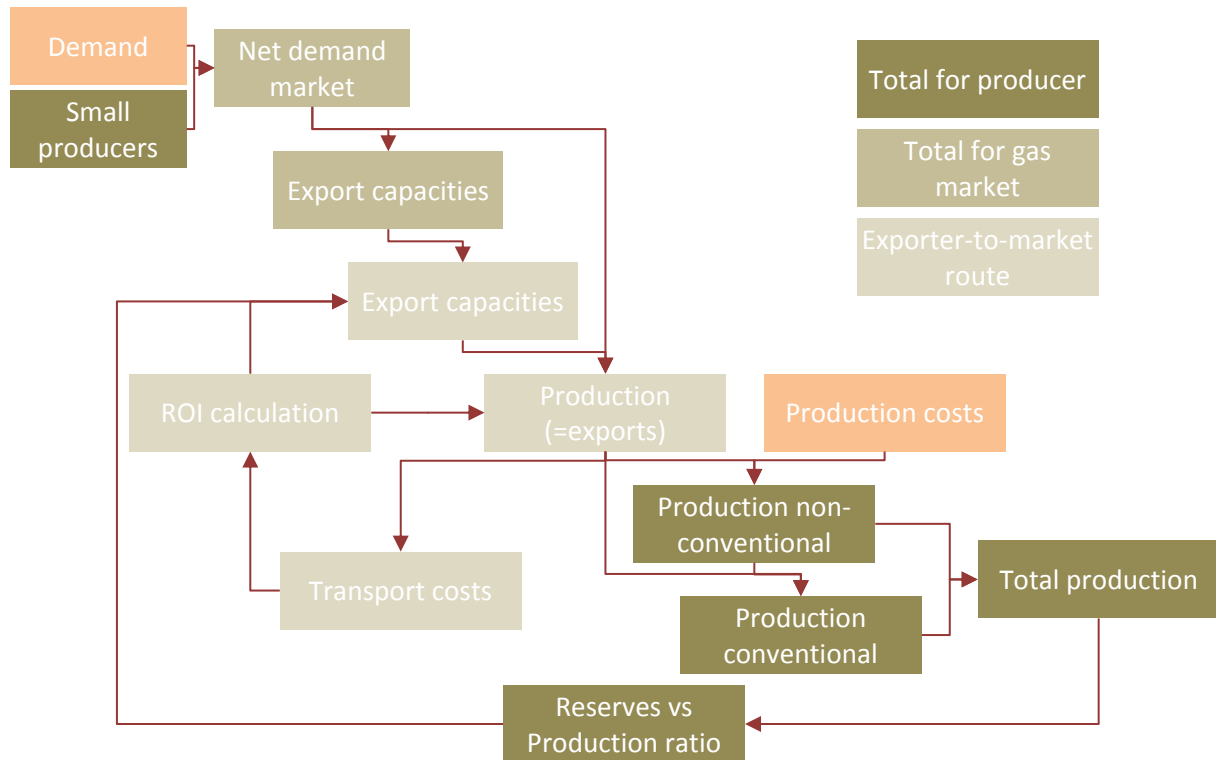 Demand
Small
producers
Net demand
market
Total for producer
Total for gas
market
Exporter-to-market
route
Export capacities
Export capacities
ROI calculation
Production
(=exports)
Production costs
Production non-
conventional
Transport costs
Total production
Production
conventional
Reserves vs
Production ratio